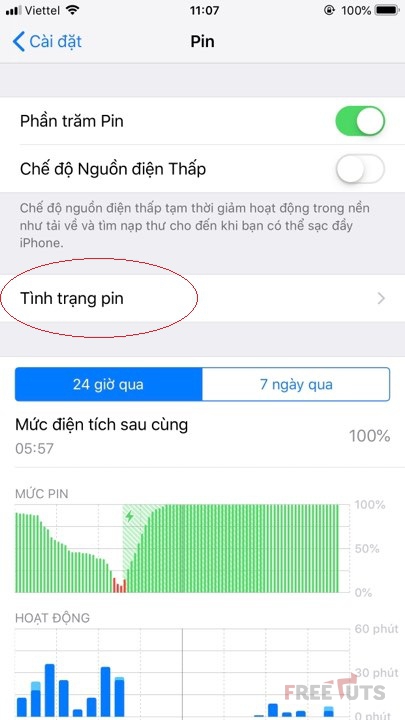 Viettel 11:07 100%
Cài đặt Pin
Phần trăm Pin
Chế độ Nguồn điện Thấp
Chế độ nguồn điện thấp tạm thời giảm hoạt động trong nền
như tải về và tìm nạp thư cho đến khi bạn có thể sạc đầy
iPhone.
Tình trạng pin
24 giờ qua 7 ngày qua
Mức điện tích sau cùng
05:57 100%
MỨC PIN
100%
50%
0%
HOẠT ĐỘNG
60 phút
30 phút
FREETUTS
0 phút